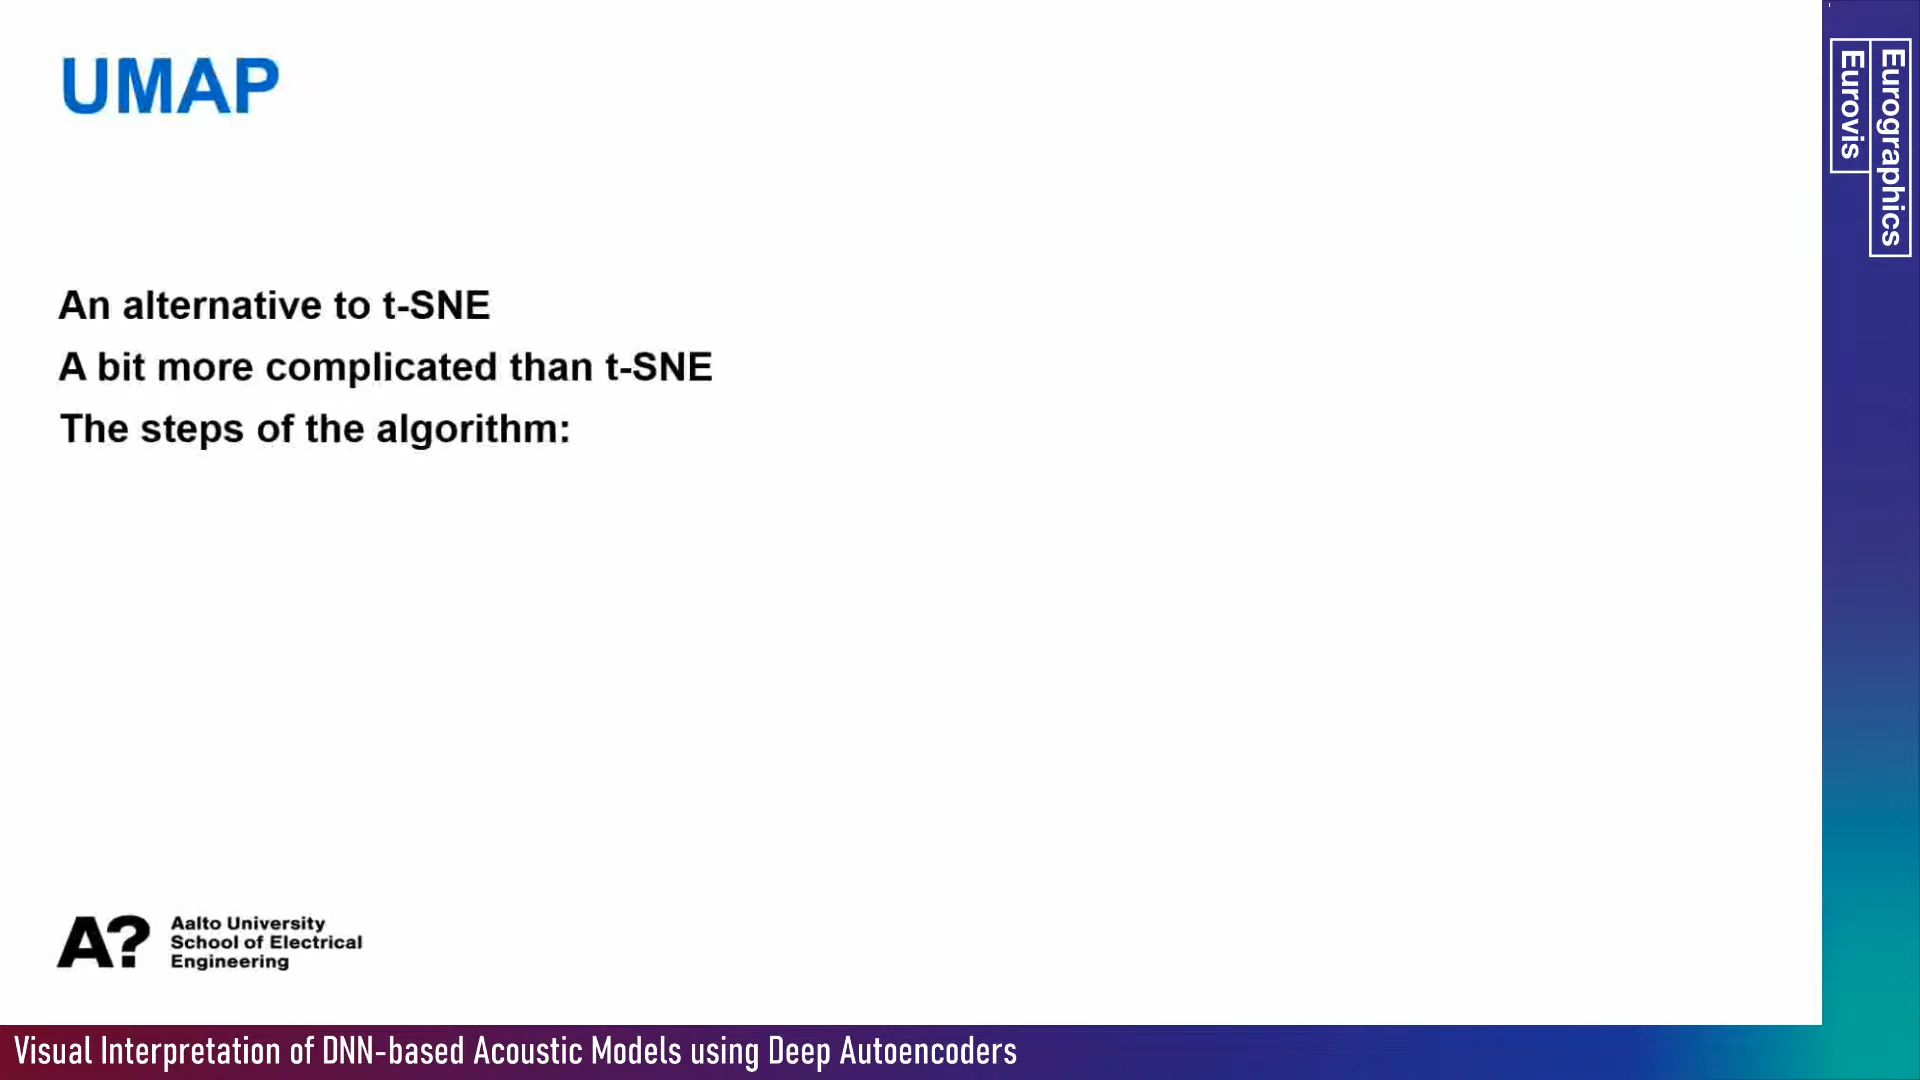 UMAP
An alternative to t-SNE
A bit more complicated than t-SNE
The steps of the algorithm:
Aalto University
School of Electrical
Engineering
A?
Eurographics
Eurovis
Visual Interpretation of DNN-based Acoustic Models using Deep Autoencoders